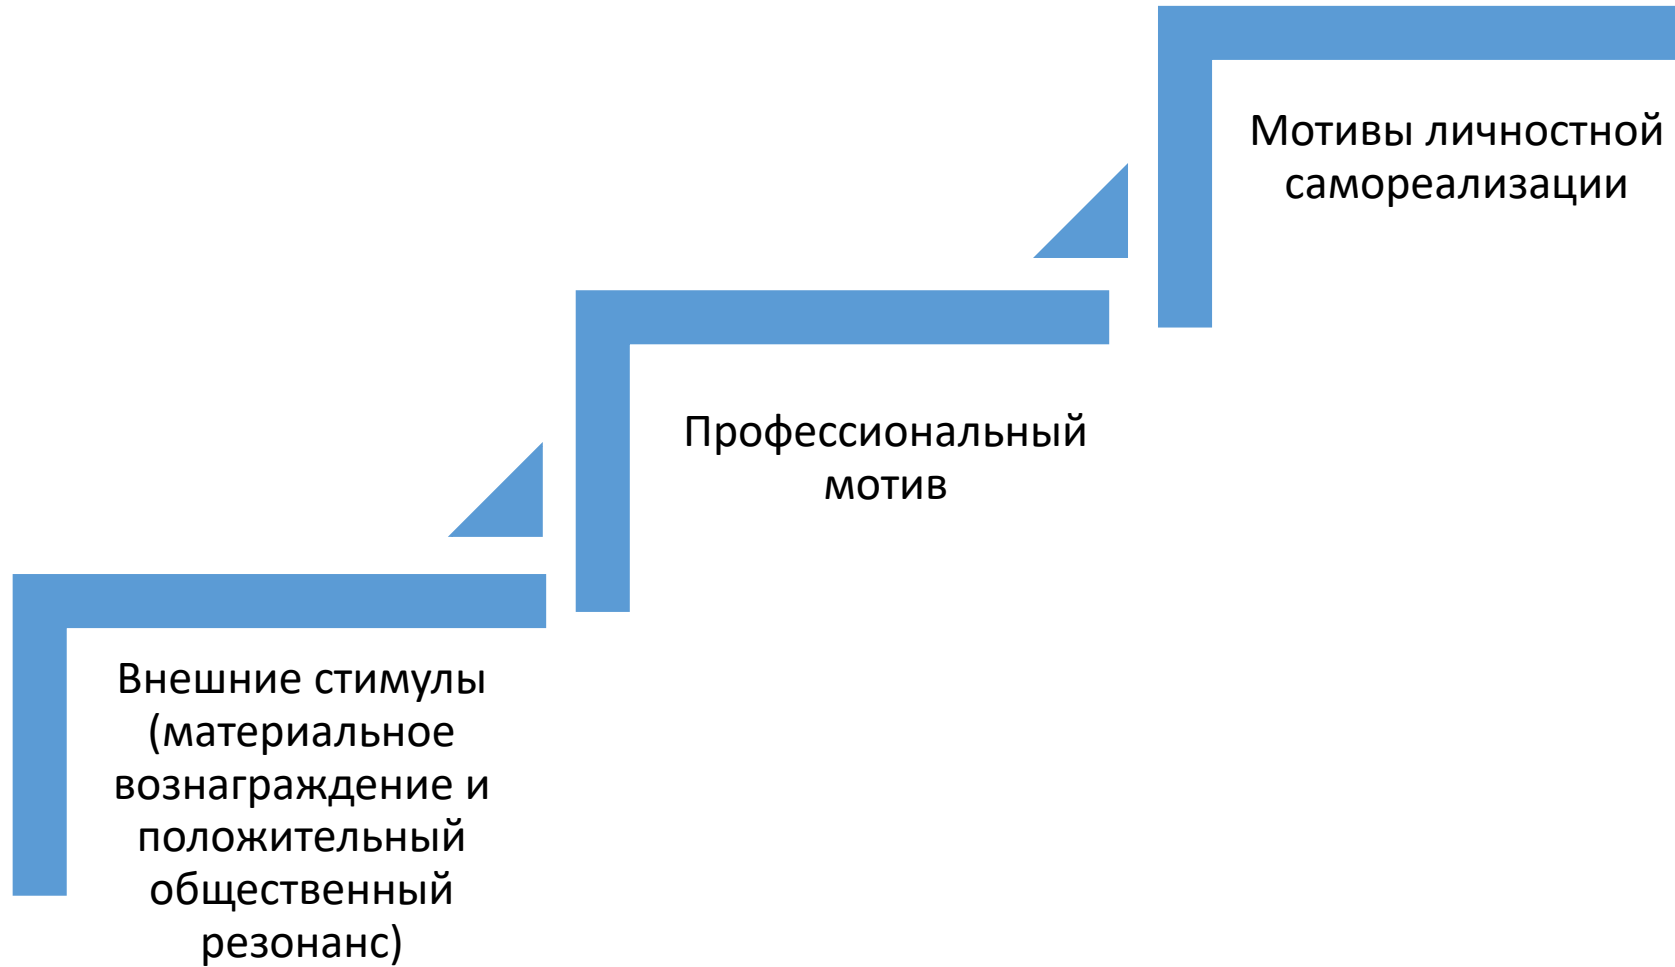 Мотивы личностной
самореализации
Профессиональный
мотив
Внешние стимулы
(материальное
вознаграждение и
положительный
общественный
резонанс)